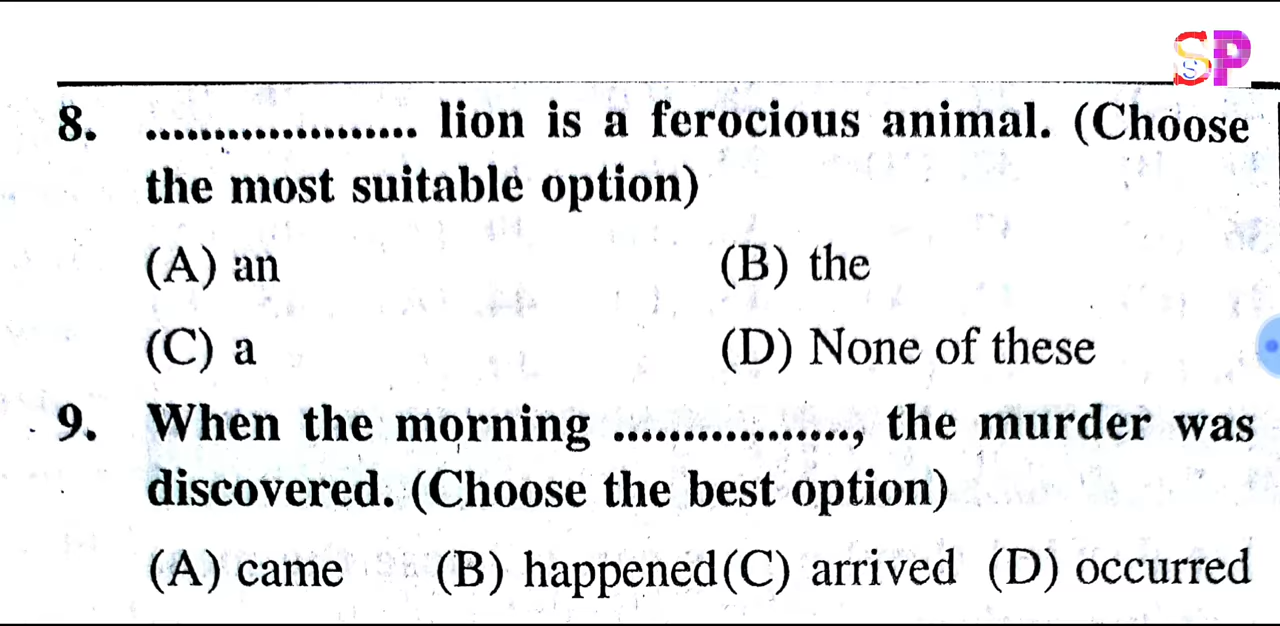 SP
S
8. .................... lion is a ferocious animal. (Choose
the most suitable option)
(A) an (B) the
(C) a (D) None of these
9. When the morning .................., the murder was
discovered. (Choose the best option)
(A) came (B) happened (C) arrived (D) occurred